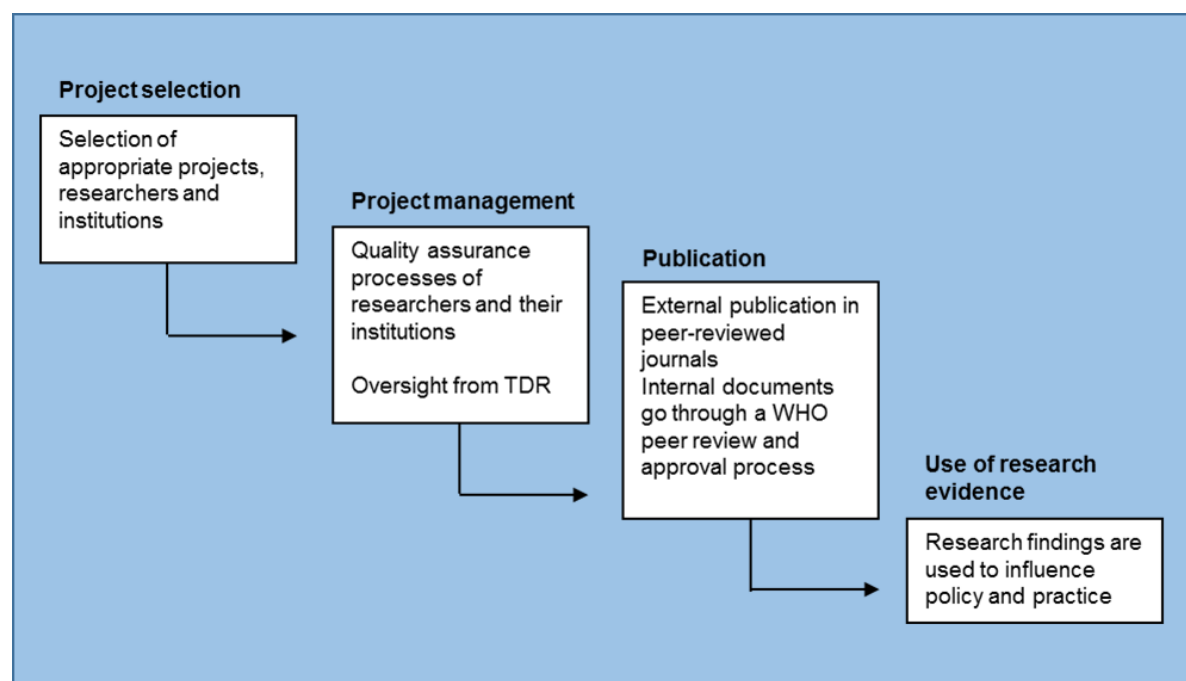 Project selection
Selection of
appropriate projects,
researchers and
institutions
Project management
Quality assurance
processes of
researchers and their
institutions
Oversight from TDR
Publication
External publication in
peer-reviewed
journals
Internal documents
go through a WHO
peer review and
approval process
Use of research
evidence
Research findings are
used to influence
policy and practice